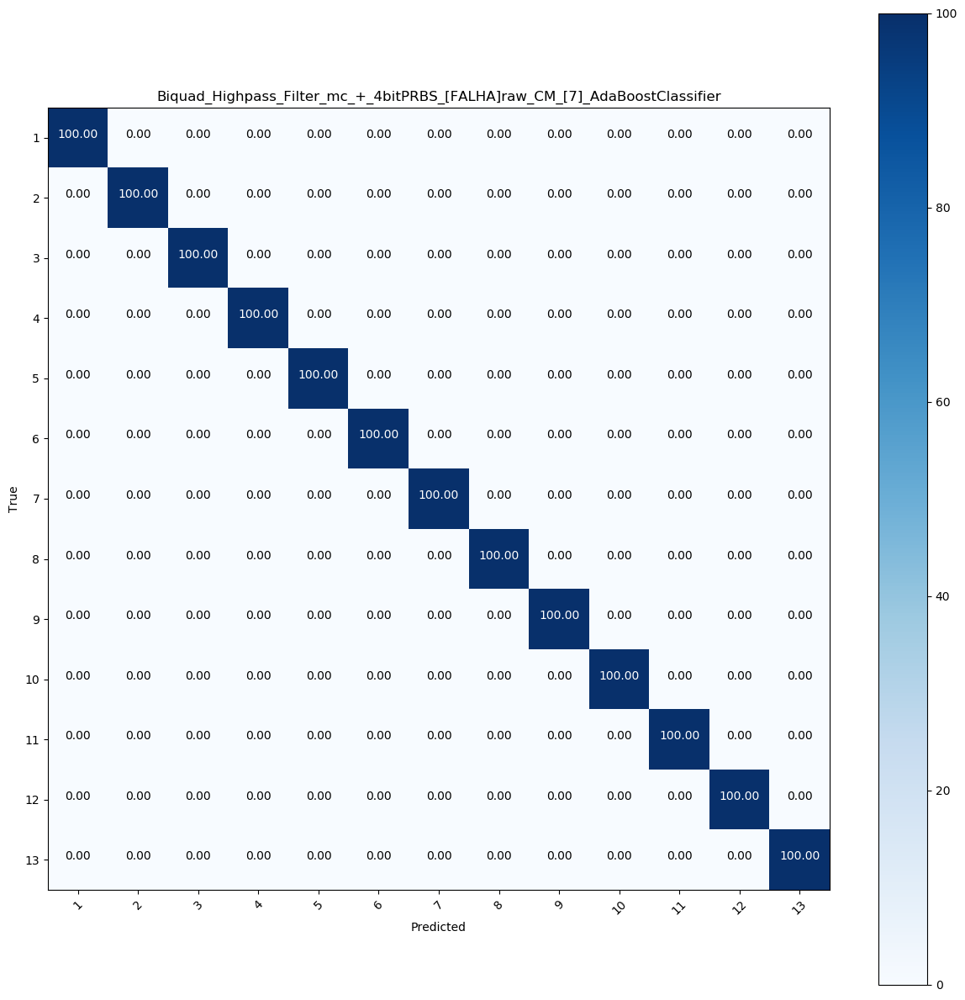 Biquad_Highpass_Filter_mc_+_4bitPRBS_[FALHA]raw_CM_[7]_AdaBoostClassifier
1 100.00 0.00 0.00 0.00 0.00 0.00 0.00 0.00 0.00 0.00 0.00 0.00 0.00
2 0.00 100.00 0.00 0.00 0.00 0.00 0.00 0.00 0.00 0.00 0.00 0.00 0.00
3 0.00 0.00 100.00 0.00 0.00 0.00 0.00 0.00 0.00 0.00 0.00 0.00 0.00
4 0.00 0.00 0.00 100.00 0.00 0.00 0.00 0.00 0.00 0.00 0.00 0.00 0.00
5 0.00 0.00 0.00 0.00 100.00 0.00 0.00 0.00 0.00 0.00 0.00 0.00 0.00
6 0.00 0.00 0.00 0.00 0.00 100.00 0.00 0.00 0.00 0.00 0.00 0.00 0.00
7 0.00 0.00 0.00 0.00 0.00 0.00 100.00 0.00 0.00 0.00 0.00 0.00 0.00
8 0.00 0.00 0.00 0.00 0.00 0.00 0.00 100.00 0.00 0.00 0.00 0.00 0.00
9 0.00 0.00 0.00 0.00 0.00 0.00 0.00 0.00 100.00 0.00 0.00 0.00 0.00
10 0.00 0.00 0.00 0.00 0.00 0.00 0.00 0.00 0.00 100.00 0.00 0.00 0.00
11 0.00 0.00 0.00 0.00 0.00 0.00 0.00 0.00 0.00 0.00 100.00 0.00 0.00
12 0.00 0.00 0.00 0.00 0.00 0.00 0.00 0.00 0.00 0.00 0.00 100.00 0.00
13 0.00 0.00 0.00 0.00 0.00 0.00 0.00 0.00 0.00 0.00 0.00 0.00 100.00
True
1 2 3 4 5 6 7 8 9 10 11 12 13
Predicted
100
80
60
40
20
0